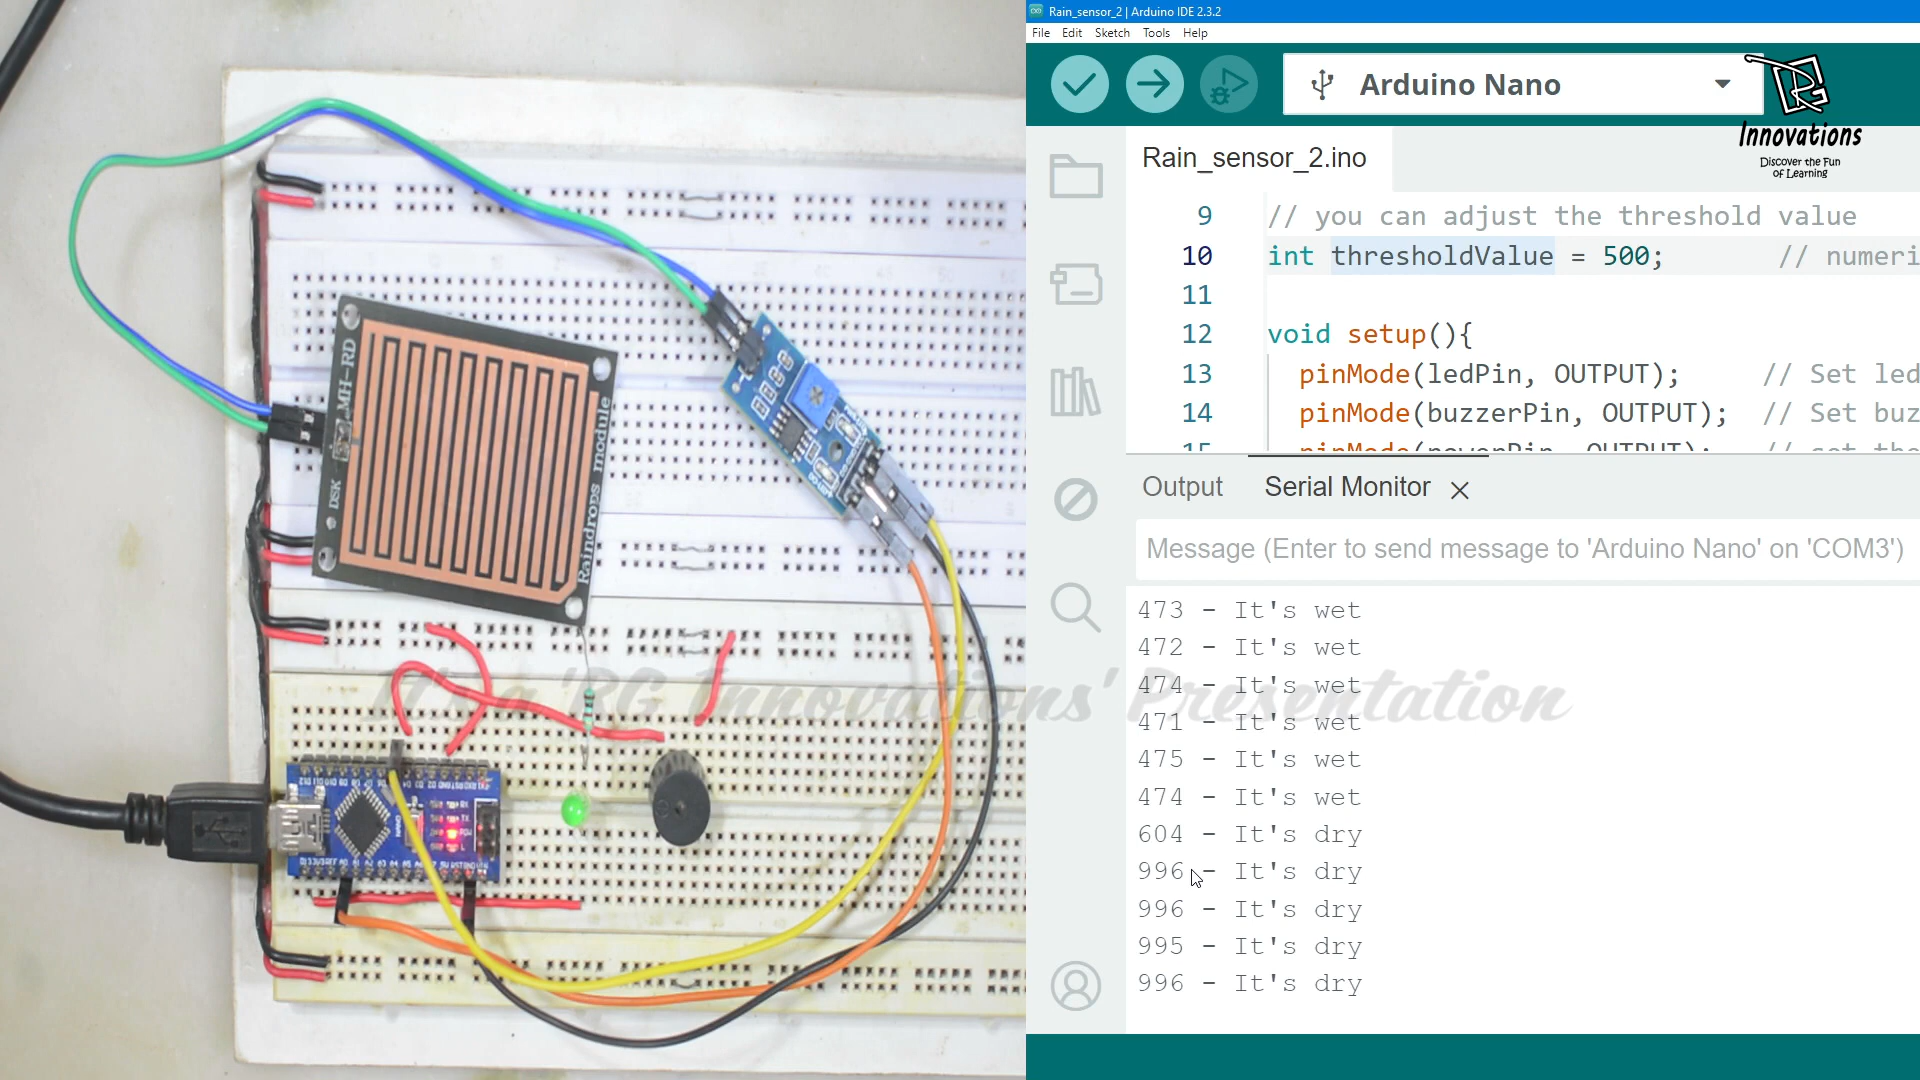 Rain_sensor_2 | Arduino IDE 2.3.2
File Edit Sketch Tools Help
Arduino Nano
Innovations
Discover the Fun
of Learning
Rain_sensor_2.ino
9 // you can adjust the threshold value
10 int thresholdValue = 500; // numeri
11
12 void setup(){
13 pinMode(ledPin, OUTPUT); // Set led
14 pinMode(buzzerPin, OUTPUT); // Set buz
Output Serial Monitor
Message (Enter to send message to 'Arduino Nano' on 'COM3')
473 - It's wet
472 - It's wet
474 - It's wet
471 - It's wet
475 - It's wet
474 - It's wet
604 - It's dry
996 - It's dry
996 - It's dry
995 - It's dry
996 - It's dry
It's a 'RG Innovations' Presentation
MH-RD
DSK
Raindrops module